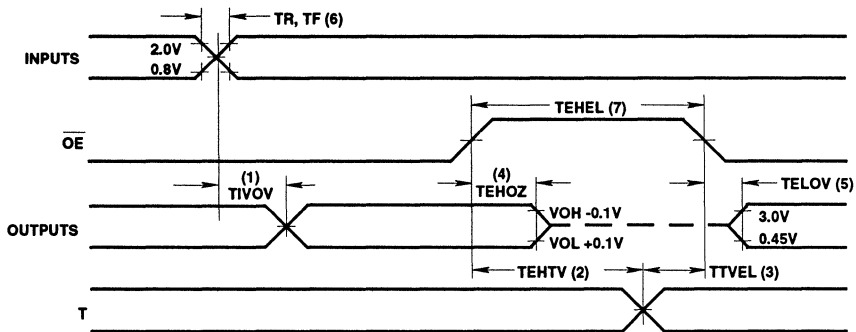 TR, TF (6)
INPUTS
2.0V
0.8V
TEHEL (7)
OE
(1)
TIVOV
(4)
TEHOZ
TELOV (5)
OUTPUTS
VOH -0.1V
VOL +0.1V
3.0V
0.45V
TEHTV (2)
TTVEL (3)
T